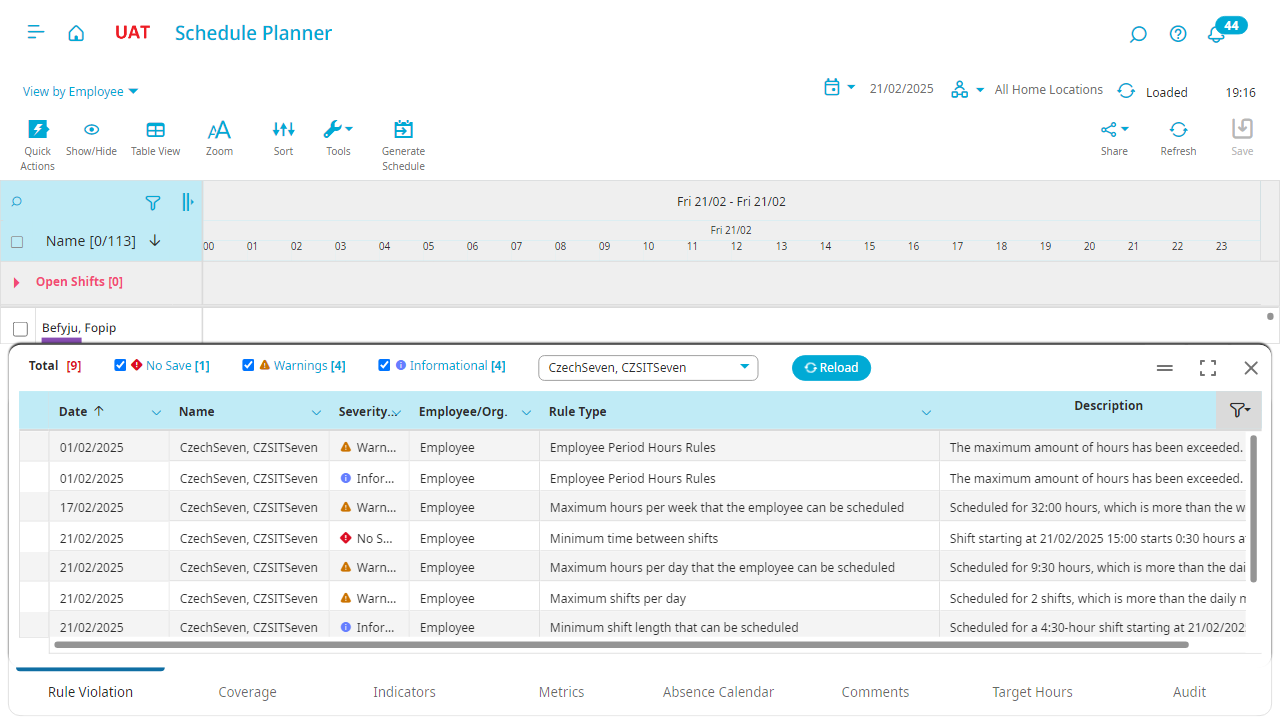 UAT Schedule Planner 44
View by Employee 21/02/2025 All Home Locations Loaded 19:16
Quick Actions Show/Hide Table View Zoom Sort Tools Generate Schedule Share Refresh Save
Fri 21/02 - Fri 21/02
Fri 21/02
Name [0/113] 00 01 02 03 04 05 06 07 08 09 10 11 12 13 14 15 16 17 18 19 20 21 22 23
Open Shifts [0]
Befyju, Fopip
Total [9] No Save [1] Warnings [4] Informational [4] CzechSeven, CZSITSeven Reload
Date Name Severity... Employee/Org. Rule Type Description
01/02/2025 CzechSeven, CZSITSeven Warn... Employee Employee Period Hours Rules The maximum amount of hours has been exceeded.
01/02/2025 CzechSeven, CZSITSeven Infor... Employee Employee Period Hours Rules The maximum amount of hours has been exceeded.
17/02/2025 CzechSeven, CZSITSeven Warn... Employee Maximum hours per week that the employee can be scheduled Scheduled for 32:00 hours, which is more than the w
21/02/2025 CzechSeven, CZSITSeven No S... Employee Minimum time between shifts Shift starting at 21/02/2025 15:00 starts 0:30 hours a
21/02/2025 CzechSeven, CZSITSeven Warn... Employee Maximum hours per day that the employee can be scheduled Scheduled for 9:30 hours, which is more than the dai
21/02/2025 CzechSeven, CZSITSeven Warn... Employee Maximum shifts per day Scheduled for 2 shifts, which is more than the daily m
21/02/2025 CzechSeven, CZSITSeven Infor... Employee Minimum shift length that can be scheduled Scheduled for a 4:30-hour shift starting at 21/02/202
Rule Violation Coverage Indicators Metrics Absence Calendar Comments Target Hours Audit